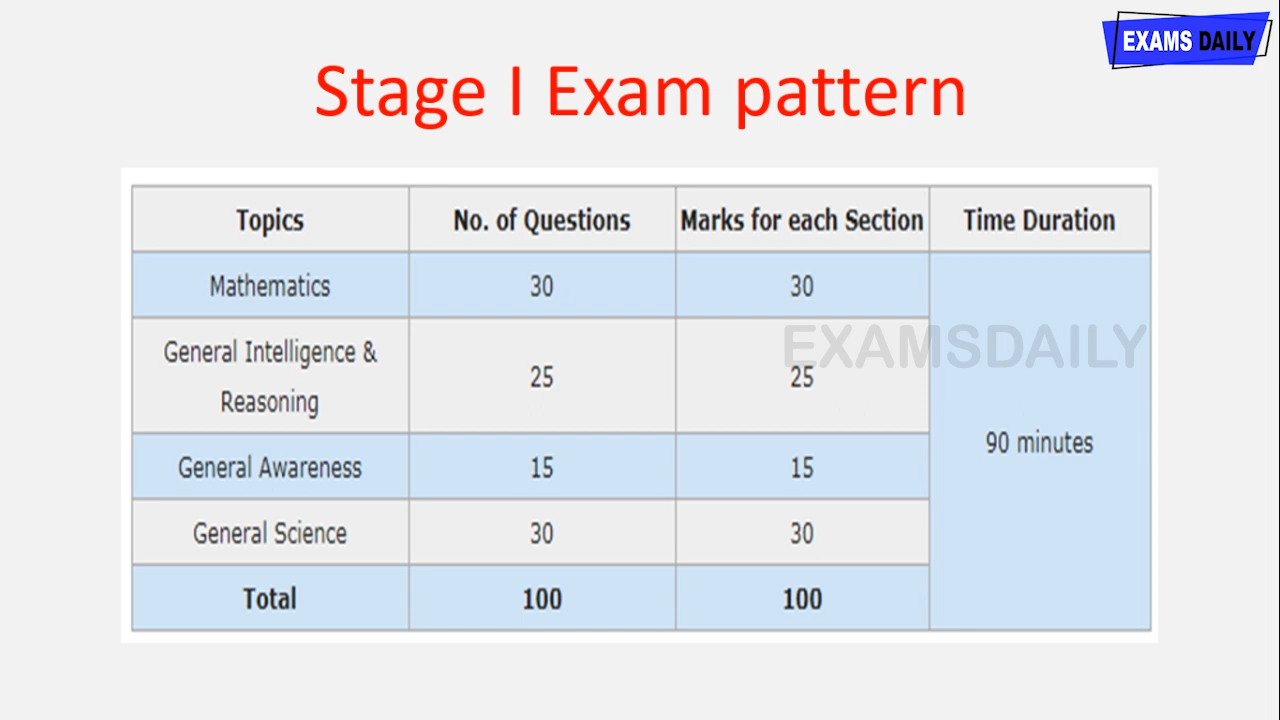 EXAMS DAILY
Stage I Exam pattern
Topics No. of Questions Marks for each Section Time Duration
Mathematics 30 30
General Intelligence &
Reasoning
25 25
EXAMSDAILY
90 minutes
General Awareness 15 15
General Science 30 30
Total 100 100